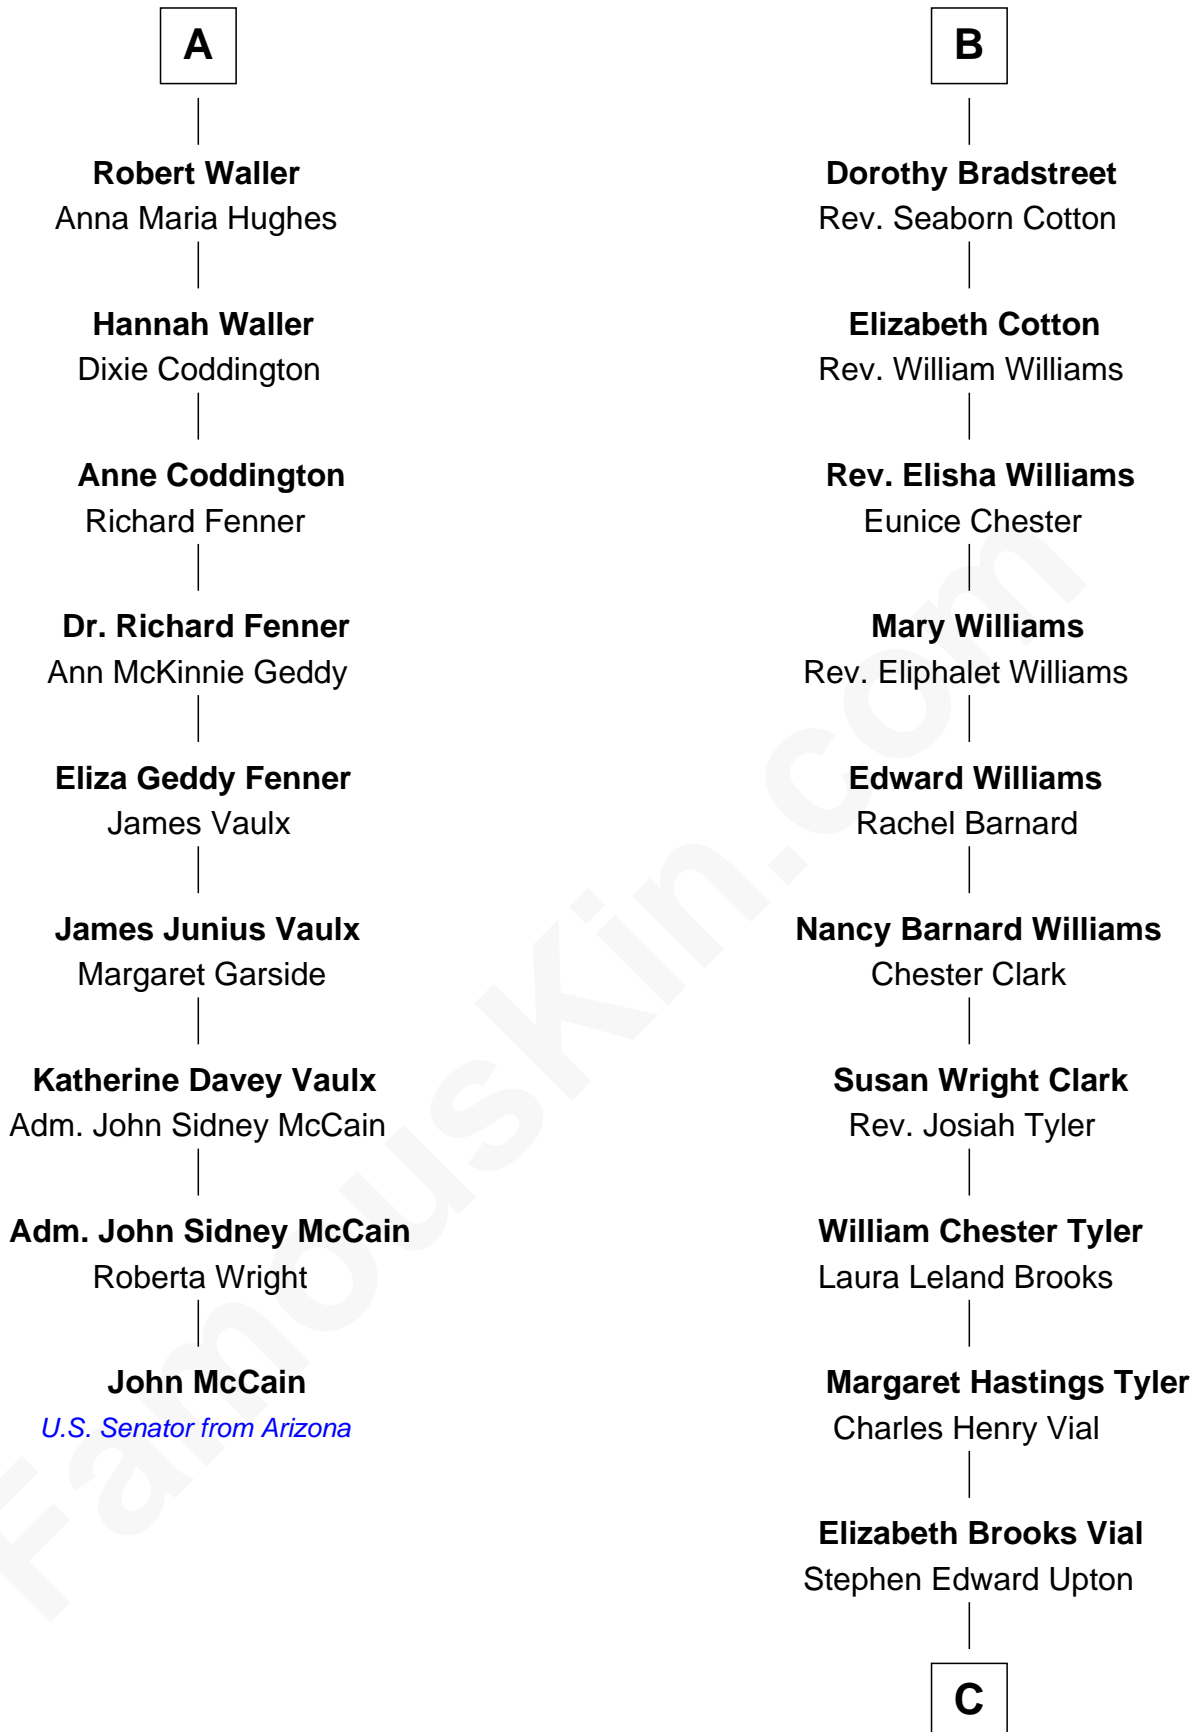 A
Robert Waller
Anna Maria Hughes
Hannah Waller
Dixie Coddington
Anne Coddington
Richard Fenner
Dr. Richard Fenner
Ann McKinnie Geddy
Eliza Geddy Fenner
James Vaulx
James Junius Vaulx
Margaret Garside
Katherine Davey Vaulx
Adm. John Sidney McCain
Adm. John Sidney McCain
Roberta Wright
John McCain
U.S. Senator from Arizona
B
Dorothy Bradstreet
Rev. Seaborn Cotton
Elizabeth Cotton
Rev. William Williams
Rev. Elisha Williams
Eunice Chester
Mary Williams
Rev. Eliphalet Williams
Edward Williams
Rachel Barnard
Nancy Barnard Williams
Chester Clark
Susan Wright Clark
Rev. Josiah Tyler
William Chester Tyler
Laura Leland Brooks
Margaret Hastings Tyler
Charles Henry Vial
Elizabeth Brooks Vial
Stephen Edward Upton
C
FamousKin.com